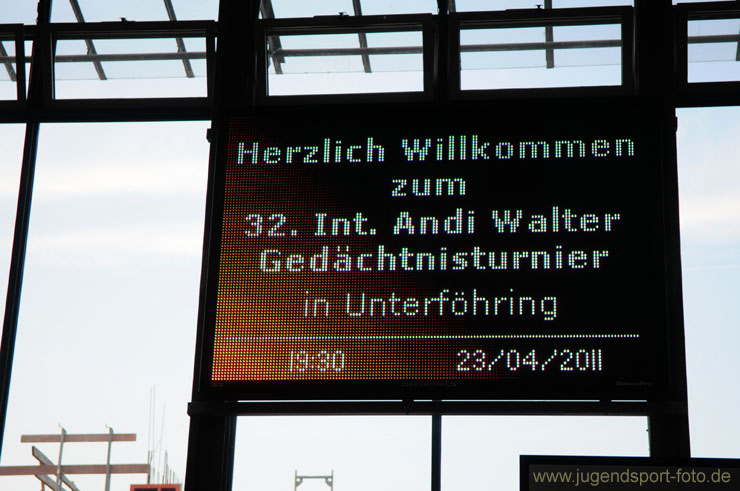 Herzlich Willkommen
zum
32. Int. Andi Walter
Gedächtnisturnier
in Unterföhring
19:30 23/04/2011
DAKTRONICS
www.jugendsport-foto.de